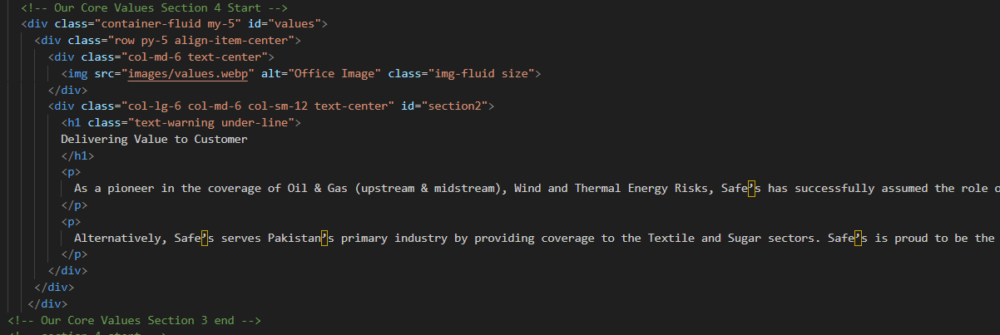 <!-- Our Core Values Section 4 Start -->
<div class="container-fluid my-5" id="values">
<div class="row py-5 align-item-center">
<div class="col-md-6 text-center">
<img src="images/values.webp" alt="Office Image" class="img-fluid size">
</div>
<div class="col-lg-6 col-md-6 col-sm-12 text-center" id="section2">
<h1 class="text-warning under-line">
Delivering Value to Customer
</h1>
<p>
As a pioneer in the coverage of Oil & Gas (upstream & midstream), Wind and Thermal Energy Risks, Safe’s has successfully assumed the role
</p>
<p>
Alternatively, Safe’s serves Pakistan’s primary industry by providing coverage to the Textile and Sugar sectors. Safe’s is proud to be the
</p>
</div>
</div>
</div>
<!-- Our Core Values Section 3 end -->